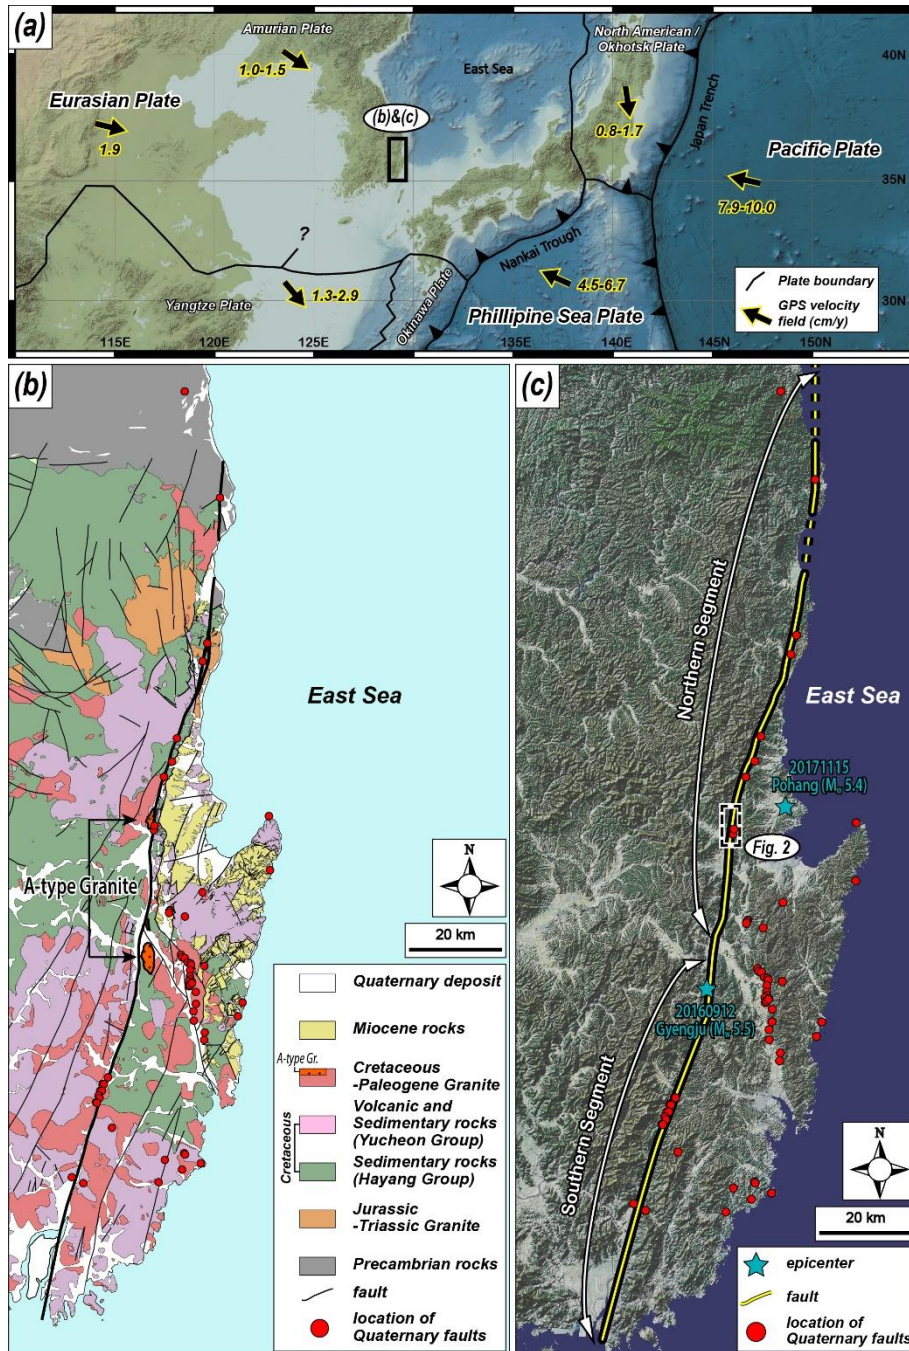 (a)
Amurian Plate
1.0-1.5
North American /
Okhotsk Plate
40N
East Sea
Eurasian Plate
1.9
(b)&(c)
0.8-1.7
Japan Trench
Pacific Plate
35N
7.9-10.0
?
Nankai Trough
Yangtze Plate
1.3-2.9
Okinawa Plate
4.5-6.7
Phillipine Sea Plate
30N
Plate boundary
GPS velocity
field (cm/y)
115E
120E
125E
130E
135E
140E
145E
150E
(b)
East Sea
A-type Granite
N
20 km
Quaternary deposit
Miocene rocks
A-type Gr.
Cretaceous
-Paleogene Granite
Cretaceous
Volcanic and
Sedimentary rocks
(Yucheon Group)
Sedimentary rocks
(Hayang Group)
Jurassic
-Triassic Granite
Precambrian rocks
fault
location of
Quaternary faults
(c)
Northern Segment
East Sea
20171115
Pohang (Mw 5.4)
Fig. 2
20160912
Gyengju (Mw 5.5)
Southern Segment
N
20 km
epicenter
fault
location of
Quaternary faults